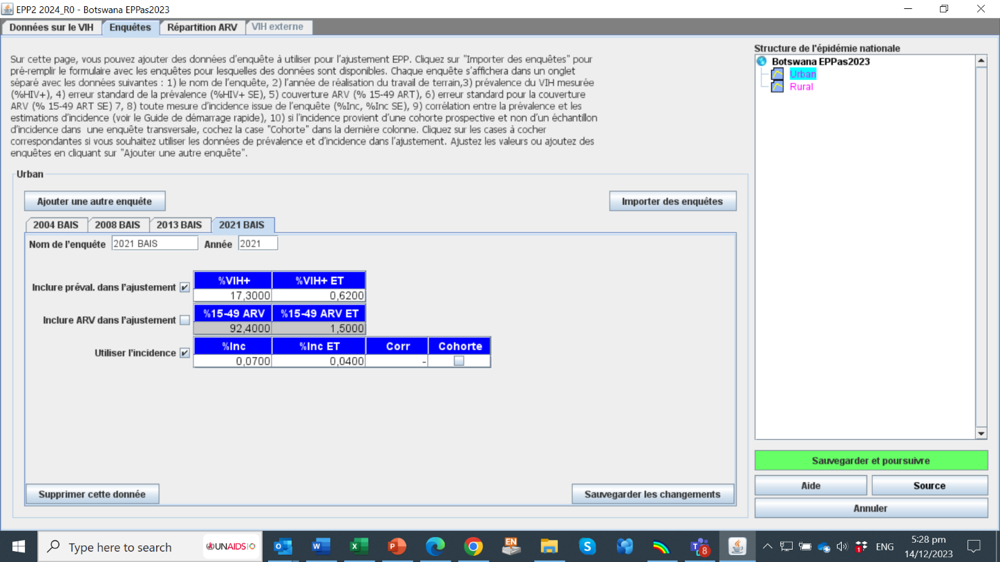 EPP2 2024_R0 - Botswana EPPas2023
Données sur le VIH Enquêtes Répartition ARV VIH externe
Sur cette page, vous pouvez ajouter des données d'enquête à utiliser pour l'ajustement EPP. Cliquez sur "Importer des enquêtes" pour
pré-remplir le formulaire avec les enquêtes pour lesquelles des données sont disponibles. Chaque enquête s'affichera dans un onglet
séparé avec les données suivantes : 1) le nom de l'enquête, 2) l'année de réalisation du travail de terrain,3) prévalence du VIH mesurée
(%HIV+), 4) erreur standard de la prévalence (%HIV+ SE), 5) couverture ARV (% 15-49 ART), 6) erreur standard pour la couverture
ARV (% 15-49 ART SE) 7, 8) toute mesure d'incidence issue de l'enquête (%Inc, %Inc SE), 9) corrélation entre la prévalence et les
estimations d'incidence (voir le Guide de démarrage rapide), 10) si l'incidence provient d'une cohorte prospective et non d'un échantillon
d'incidence dans une enquête transversale, cochez la case "Cohorte" dans la dernière colonne. Cliquez sur les cases à cocher
correspondantes si vous souhaitez utiliser les données de prévalence et d'incidence dans l'ajustement. Ajustez les valeurs ou ajoutez des
enquêtes en cliquant sur "Ajouter une autre enquête".
Urban
Ajouter une autre enquête Importer des enquêtes
2004 BAIS 2008 BAIS 2013 BAIS 2021 BAIS
Nom de l'enquête 2021 BAIS Année 2021
%VIH+ %VIH+ ET
Inclure préval. dans l'ajustement
17,3000 0,6200
%15-49 ARV %15-49 ARV ET
Inclure ARV dans l'ajustement
92,4000 1,5000
%Inc %Inc ET Corr Cohorte
Utiliser l'incidence
0,0700 0,0400 -
Supprimer cette donnée Sauvegarder les changements
Structure de l'épidémie nationale
Botswana EPPas2023
Urban
Rural
Sauvegarder et poursuivre
Aide Source
Annuler
Type here to search UNAIDS EN 8 1 ENG 5:28 pm
14/12/2023